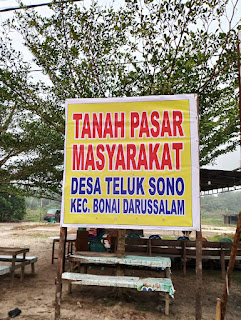 TANAH PASAR
MASYARAKAT
DESA TELUK SONO
KEC. BONAI DARUSSALAM